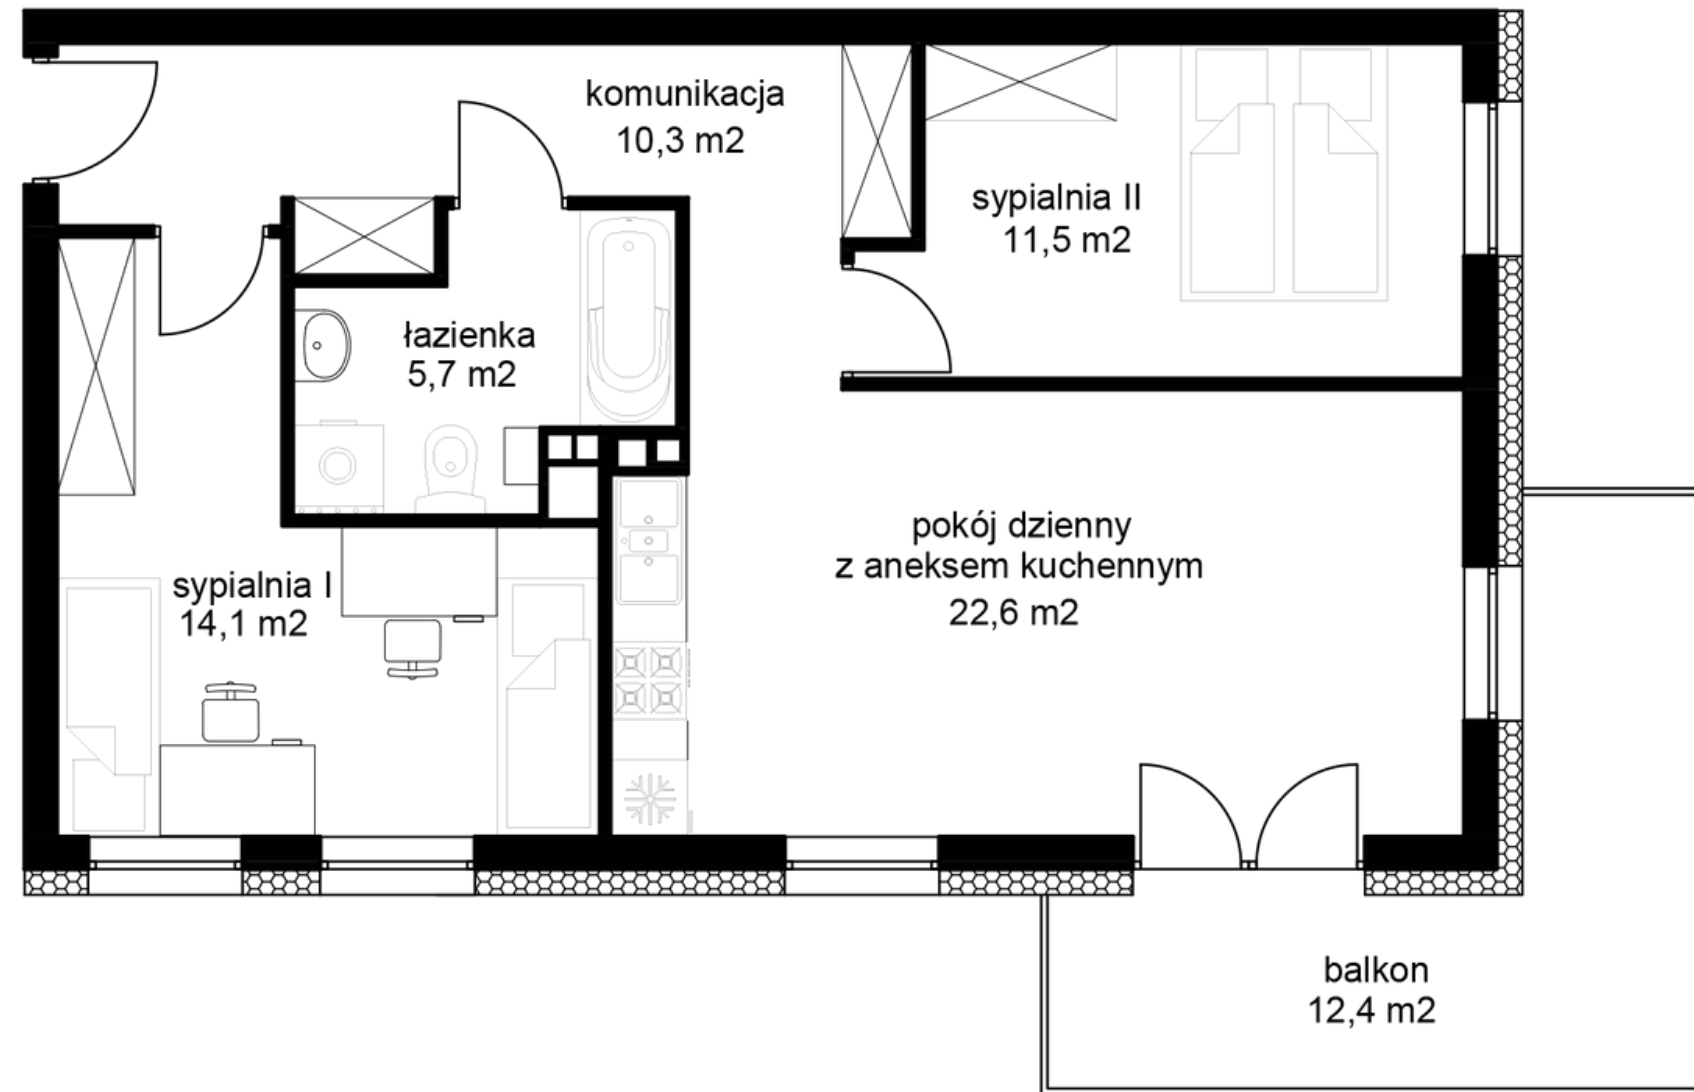 komunikacja
10,3 m2
sypialnia II
11,5 m2
łazienka
5,7 m2
pokój dzienny
z aneksem kuchennym
22,6 m2
sypialnia I
14,1 m2
balkon
12,4 m2